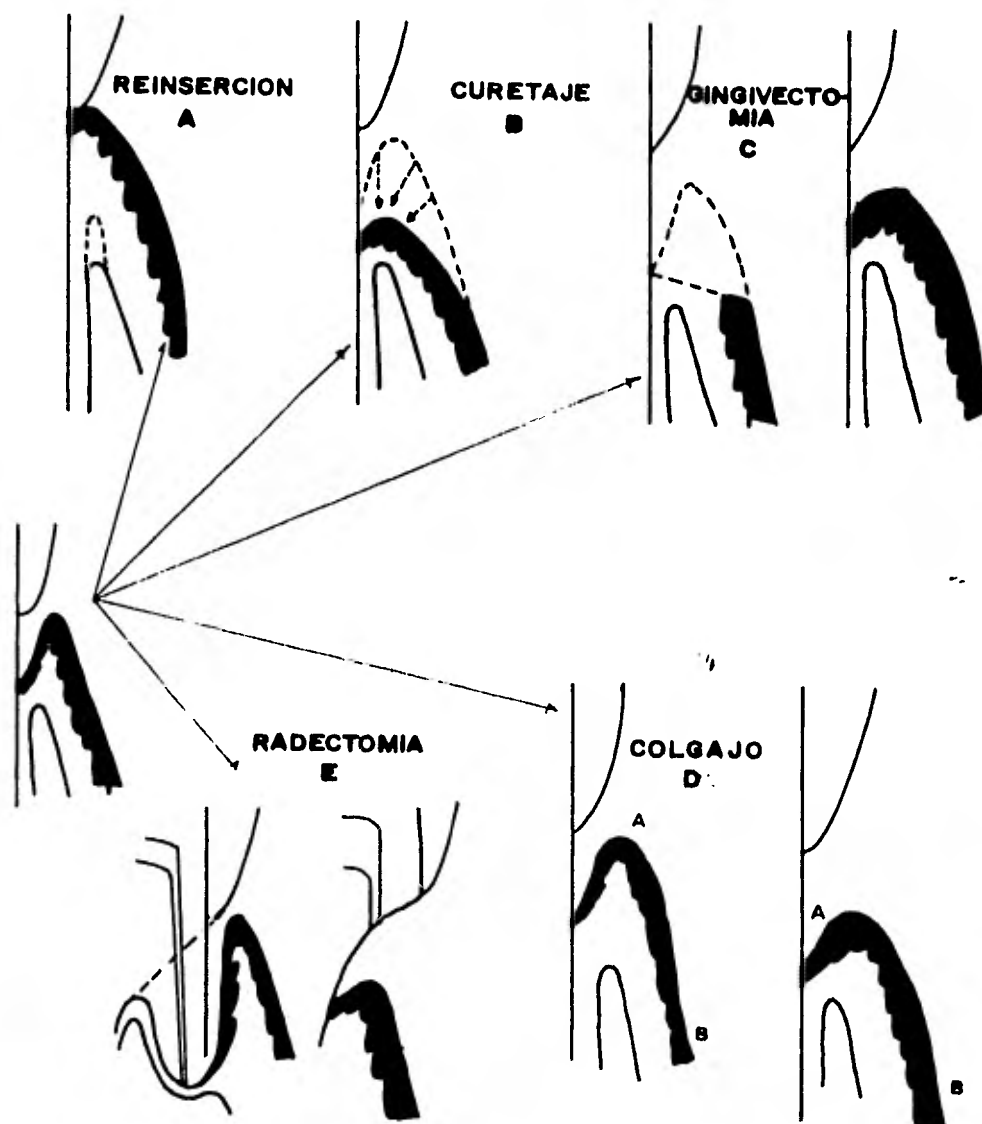 REINSERCION
A
CURETAJE
B
GINGIVECTO-
MIA
C
RADECTOMIA
E
COLGAJO
D
A
B
A
B